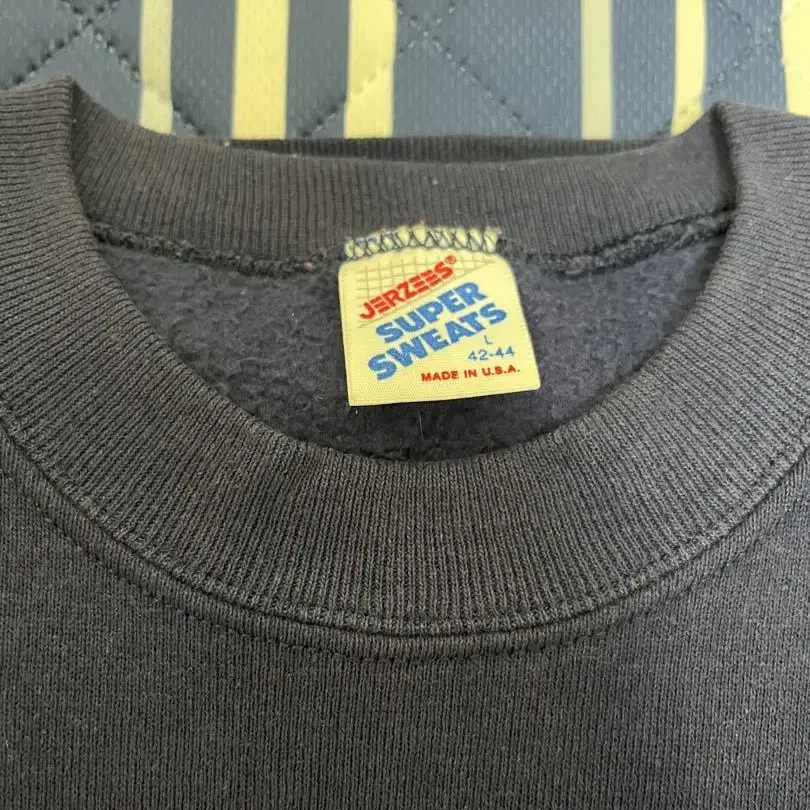 JERZEES®
SUPER
SWEATS
L
42-44
MADE IN U.S.A.